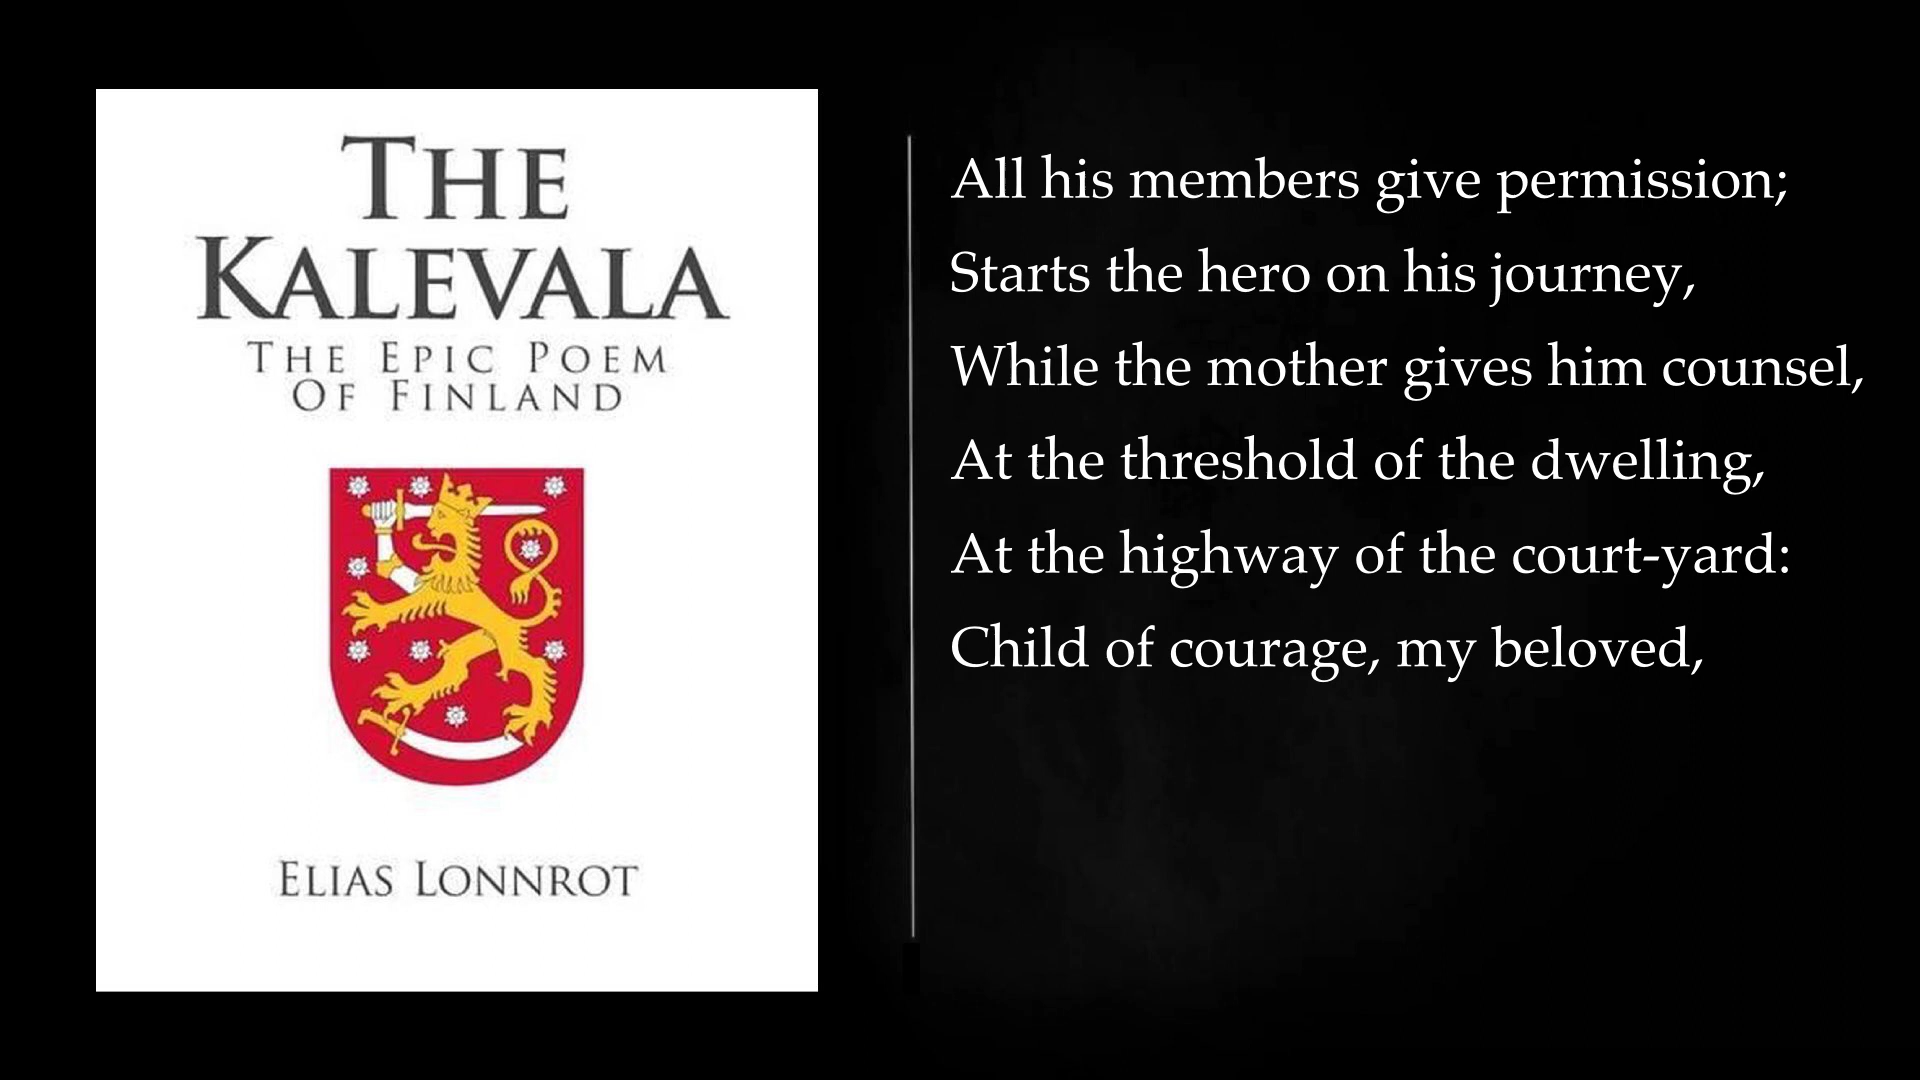 THE
KALEVALA
THE EPIC POEM
OF FINLAND
ELIAS LONNROT
All his members give permission;
Starts the hero on his journey,
While the mother gives him counsel,
At the threshold of the dwelling,
At the highway of the court-yard:
Child of courage, my beloved,